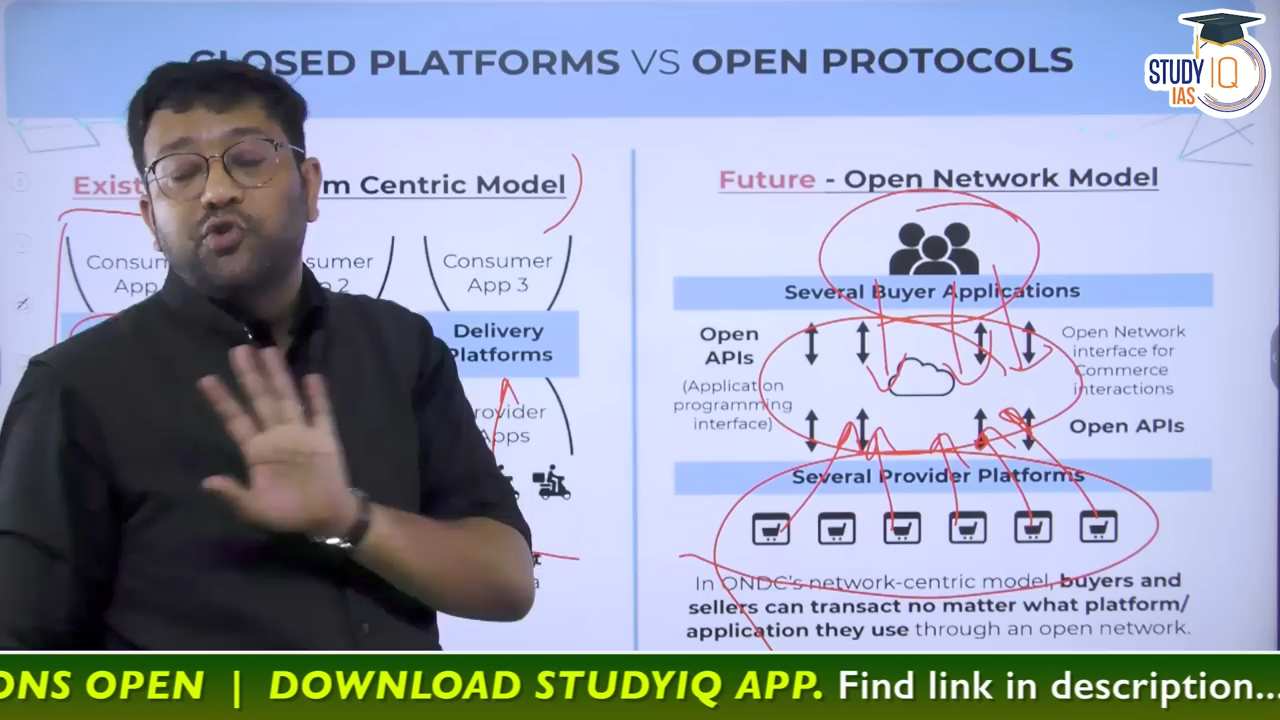 CLOSED PLATFORMS VS OPEN PROTOCOLS
STUDY IQ
IAS
m Centric Model
Consumer
App 3
Delivery
Platforms
Future - Open Network Model
Several Buyer Applications
Open
APIs
(Application
programming
interface)
Open Network
interface for
Commerce
interactions
Open APIs
Several Provider Platforms
In ONDC's network-centric model, buyers and
sellers can transact no matter what platform/
application they use through an open network.
ONS OPEN | DOWNLOAD STUDYIQ APP. Find link in description...